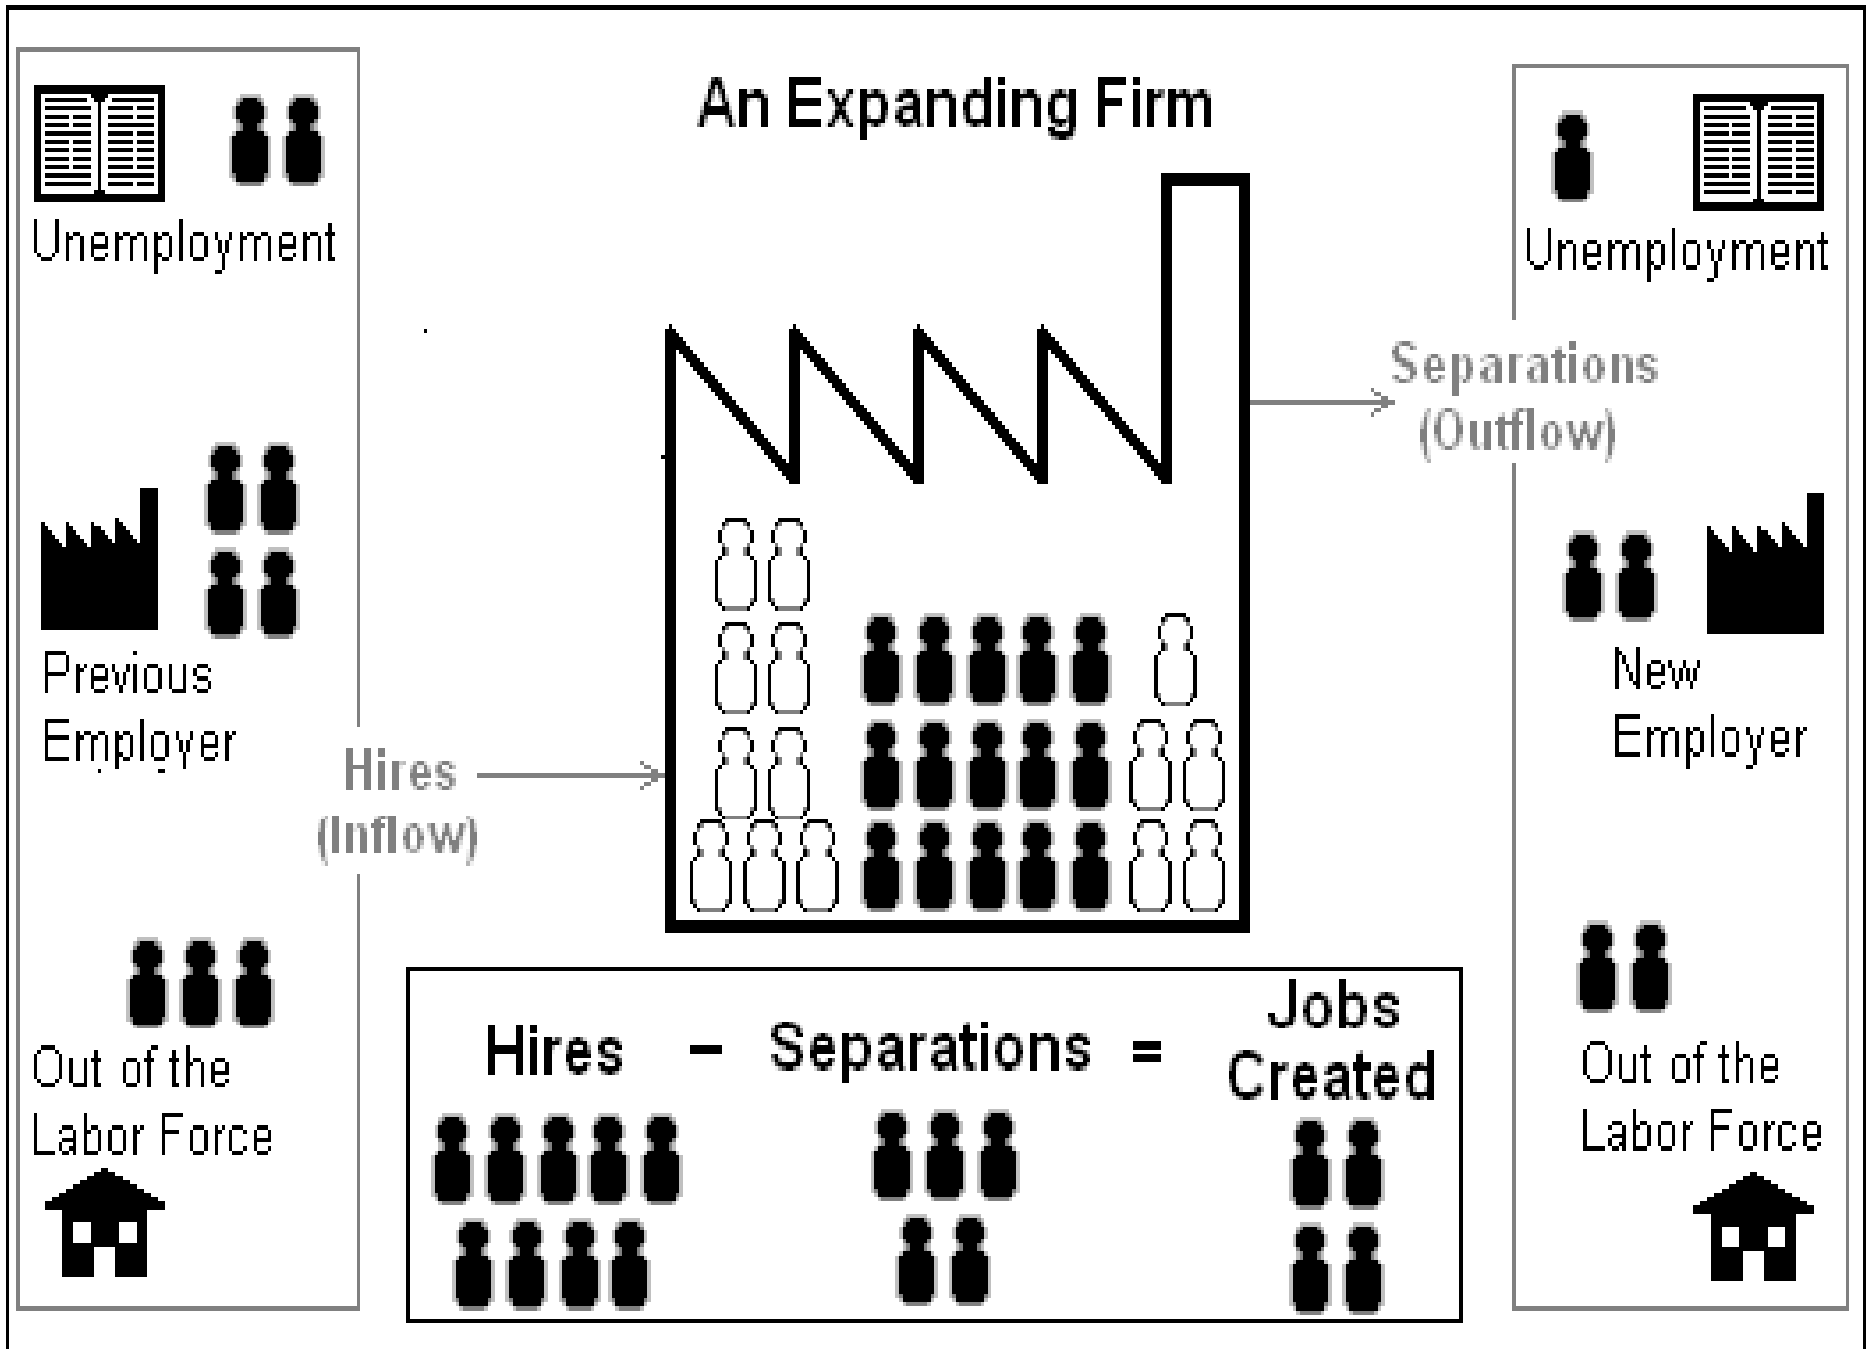 An Expanding Firm
Unemployment
Previous
Employer
Hires
(Inflow)
Out of the
Labor Force
Unemployment
Separations
(Outflow)
New
Employer
Out of the
Labor Force
Hires – Separations =
Jobs
Created